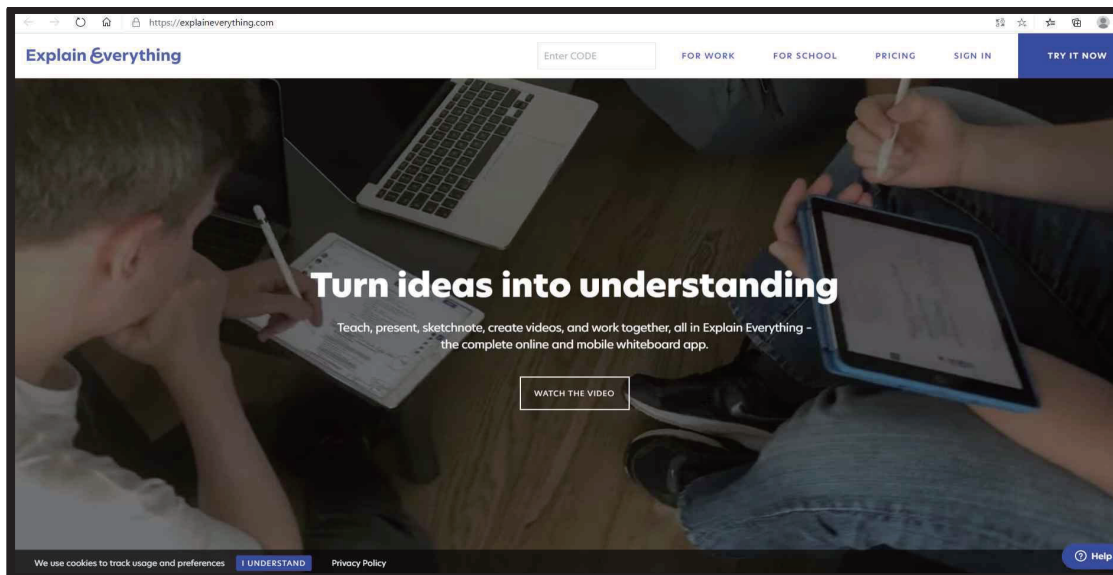 https://explaineverything.com
Explain Everything
Enter CODE
FOR WORK
FOR SCHOOL
PRICING
SIGN IN
TRY IT NOW
Turn ideas into understanding
Teach, present, sketchnote, create videos, and work together, all in Explain Everything –
the complete online and mobile whiteboard app.
WATCH THE VIDEO
We use cookies to track usage and preferences
I UNDERSTAND
Privacy Policy
Help